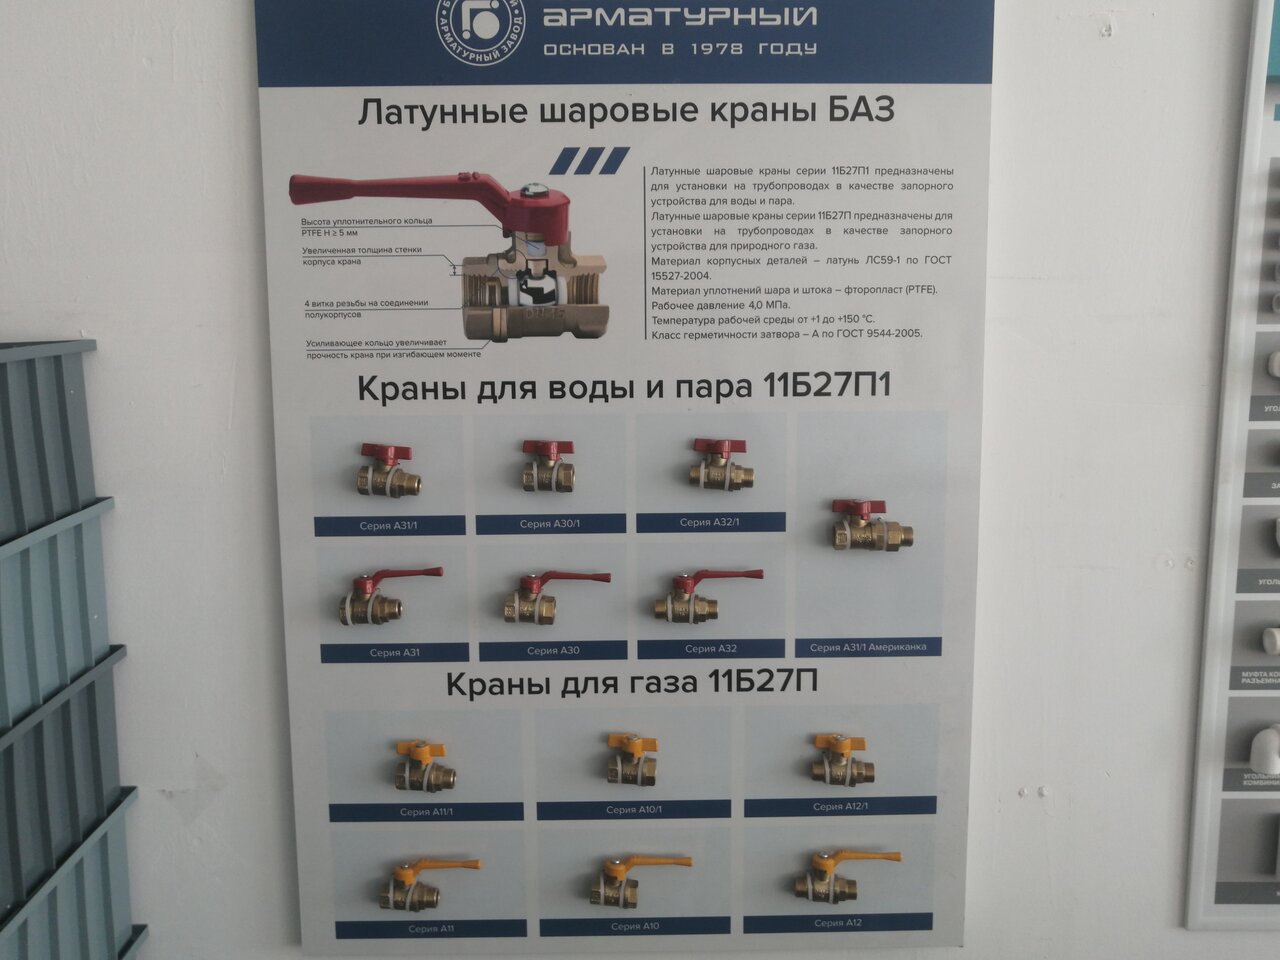 АРМАТУРНЫЙ
ОСНОВАН В 1978 ГОДУ
АРМАТУРНЫЙ ЗАВОД
Латунные шаровые краны БАЗ
Высота уплотнительного кольца
PTFE H ≥ 5 мм
Увеличенная толщина стенки
корпуса крана
4 витка резьбы на соединении
полукорпусов
Усиливающее кольцо увеличивает
прочность крана при изгибающем моменте
Латунные шаровые краны серии 11Б27П1 предназначены
для установки на трубопроводах в качестве запорного
устройства для воды и пара.
Латунные шаровые краны серии 11Б27П предназначены для
установки на трубопроводах в качестве запорного
устройства для природного газа.
Материал корпусных деталей – латунь ЛС59-1 по ГОСТ
15527-2004.
Материал уплотнений шара и штока – фторопласт (PTFE).
Рабочее давление 4,0 МПа.
Температура рабочей среды от +1 до +150 °С.
Класс герметичности затвора – А по ГОСТ 9544-2005.
Краны для воды и пара 11Б27П1
Серия А31/1
Серия А30/1
Серия А32/1
Серия А31
Серия А30
Серия А32
Серия А31/1 Американка
Краны для газа 11Б27П
Серия А11/1
Серия А10/1
Серия А12/1
Серия А11
Серия А10
Серия А12